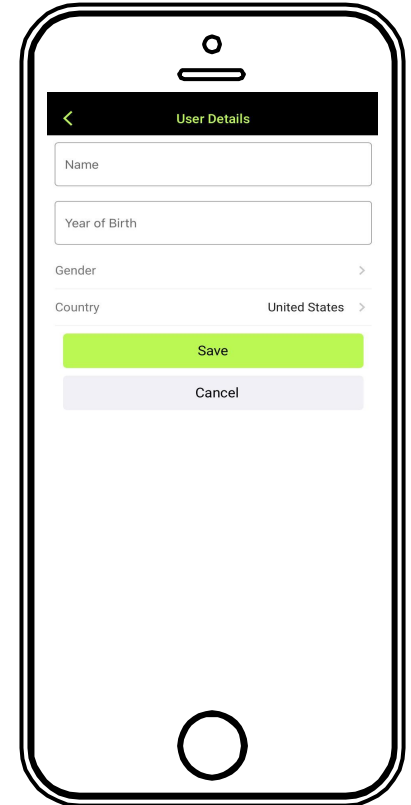 User Details
Name
Year of Birth
Gender
Country United States
Save
Cancel